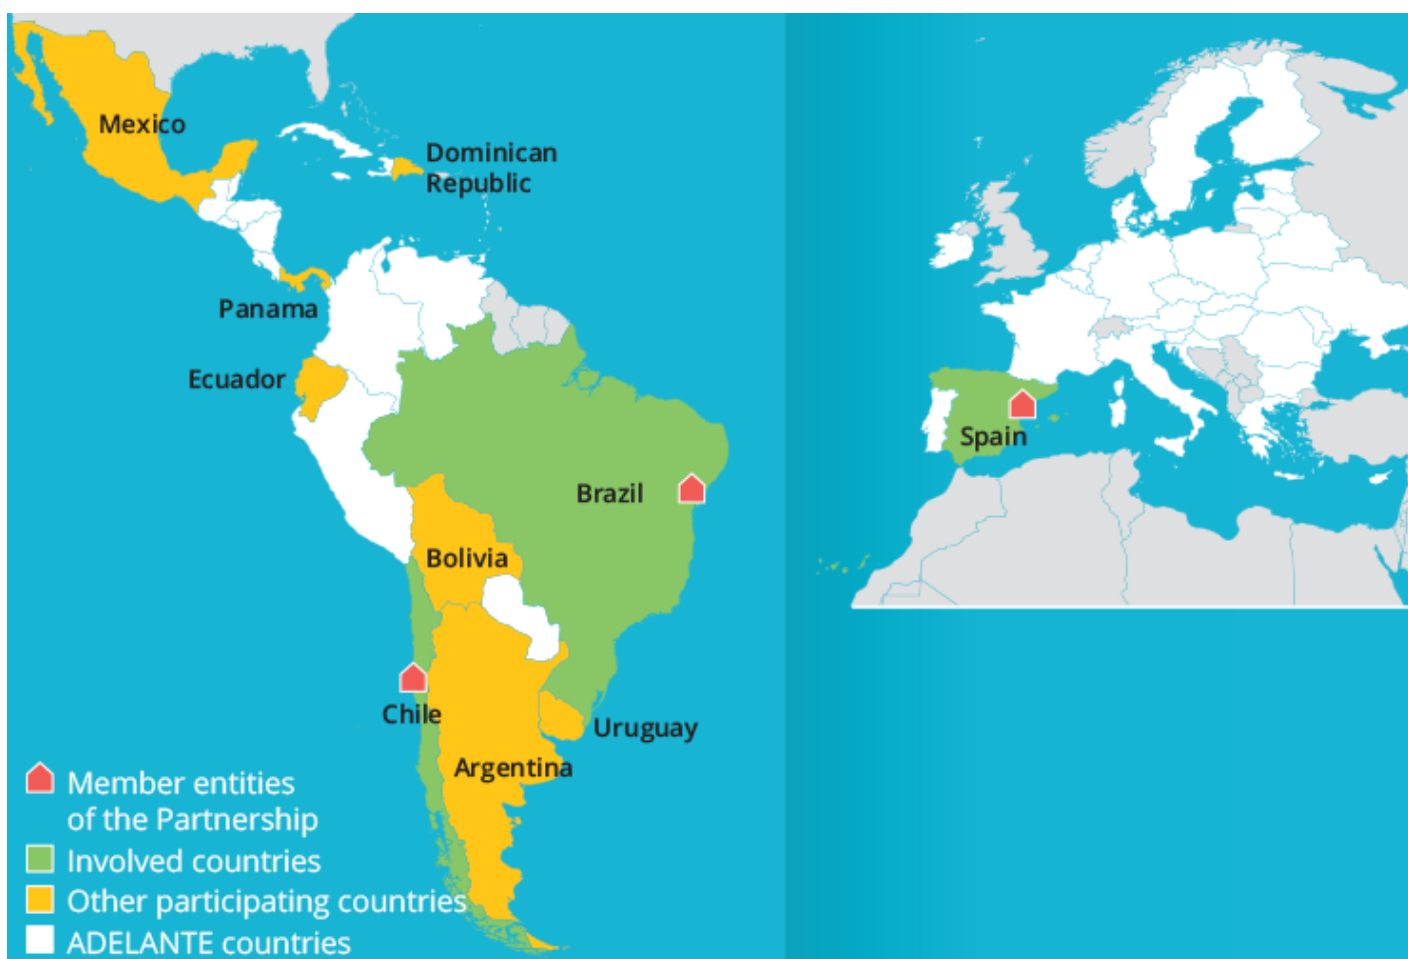 Mexico
Dominican
Republic
Panama
Ecuador
Spain
Brazil
Bolivia
Chile
Uruguay
Argentina
Member entities
of the Partnership
Involved countries
Other participating countries
ADELANTE countries